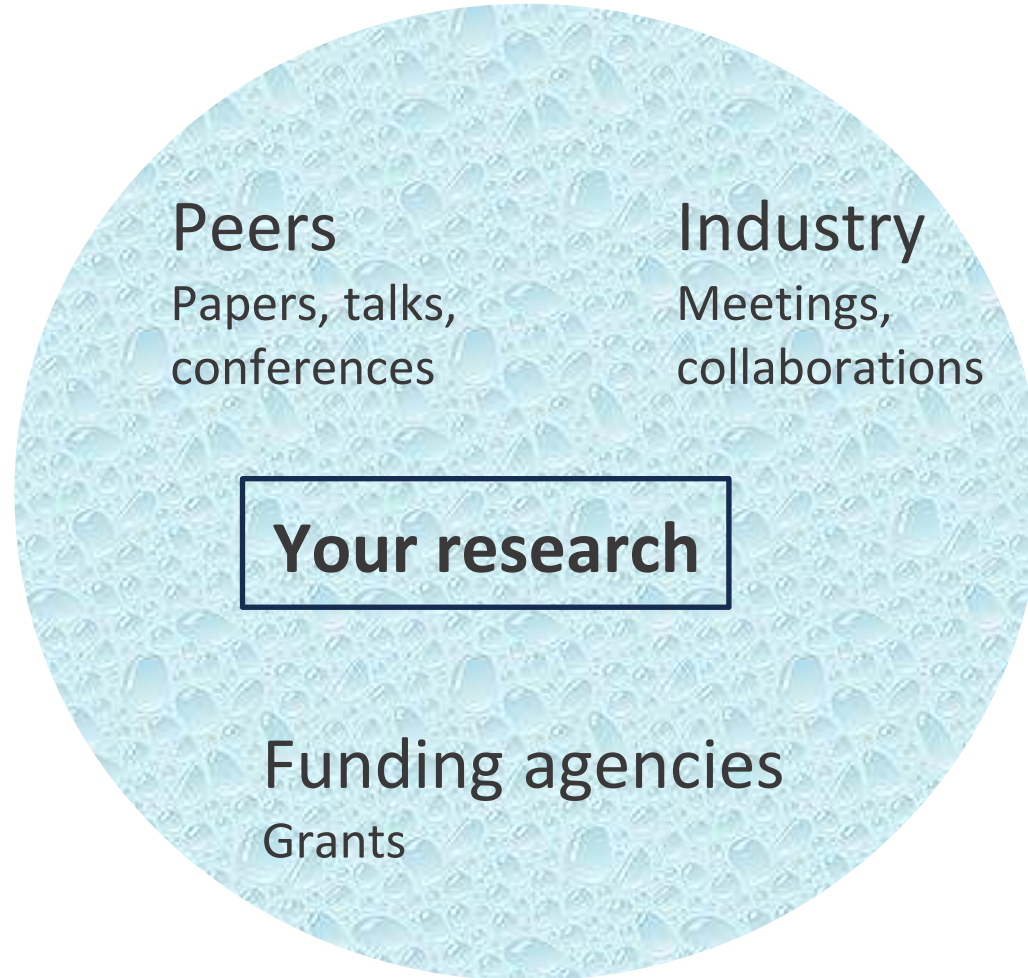 Peers
Papers, talks,
conferences
Industry
Meetings,
collaborations
Your research
Funding agencies
Grants